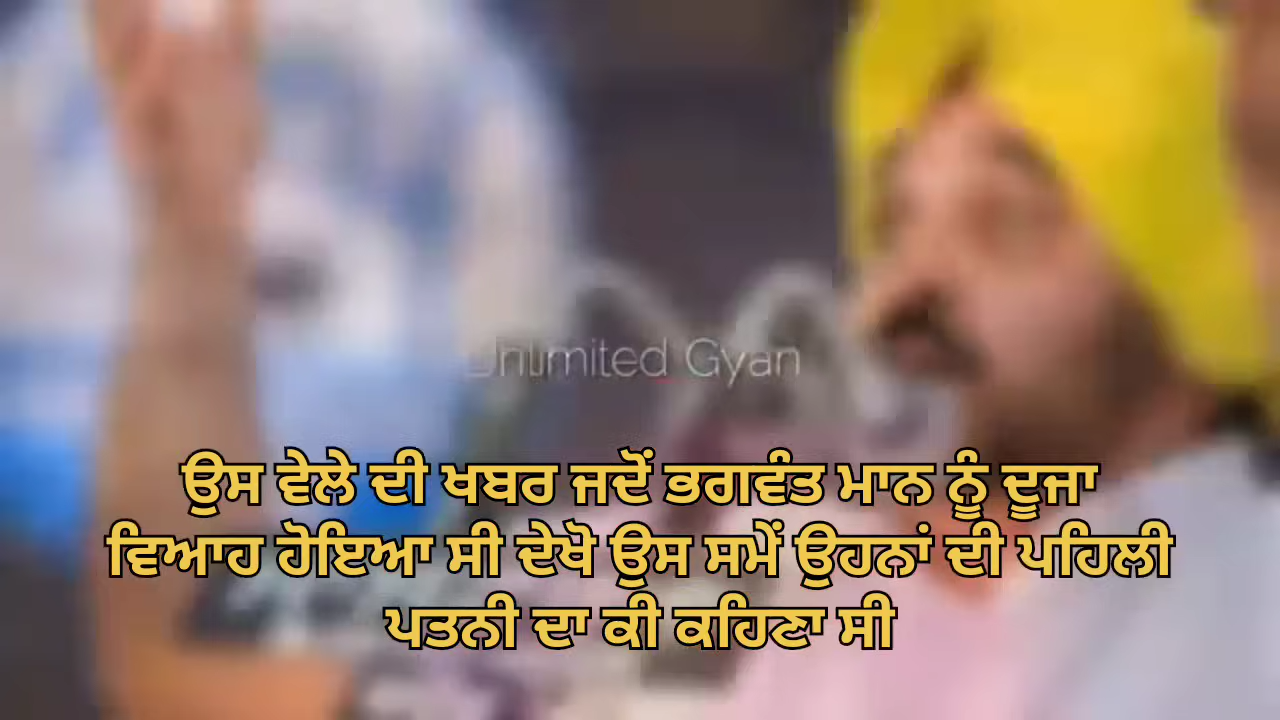 Unlimited Gyan
ਉਸ ਵੇਲੇ ਦੀ ਖਬਰ ਜਦੋਂ ਭਗਵੰਤ ਮਾਨ ਨੂੰ ਦੂਜਾ
ਵਿਆਹ ਹੋਇਆ ਸੀ ਦੇਖੋ ਉਸ ਸਮੇਂ ਉਹਨਾਂ ਦੀ ਪਹਿਲੀ
ਪਤਨੀ ਦਾ ਕੀ ਕਹਿਣਾ ਸੀ